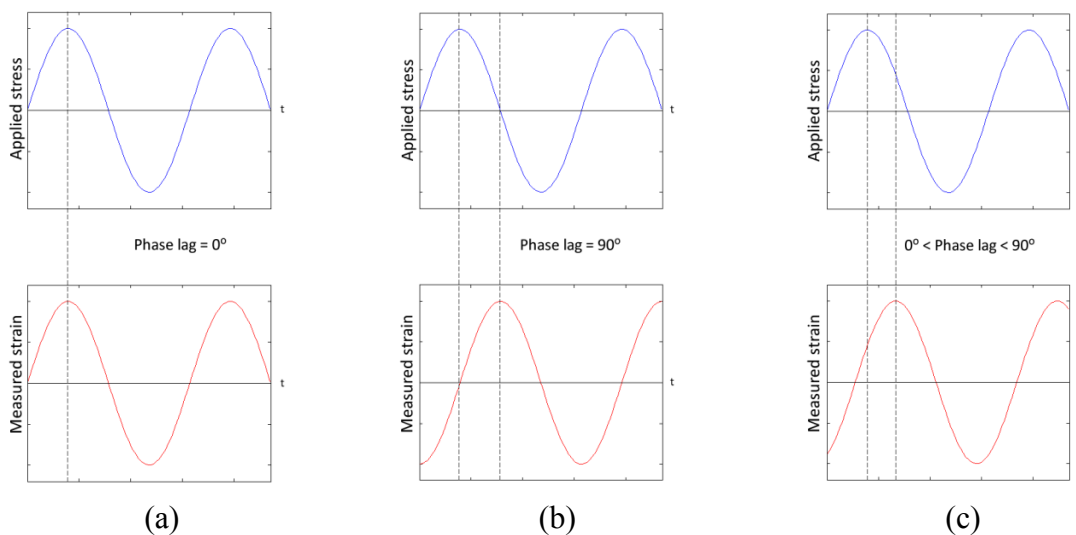 Applied stress
t
Phase lag = 0°
Measured strain
t
(a)
Applied stress
t
Phase lag = 90°
Measured strain
t
(b)
Applied stress
0° < Phase lag < 90°
Measured strain
(c)